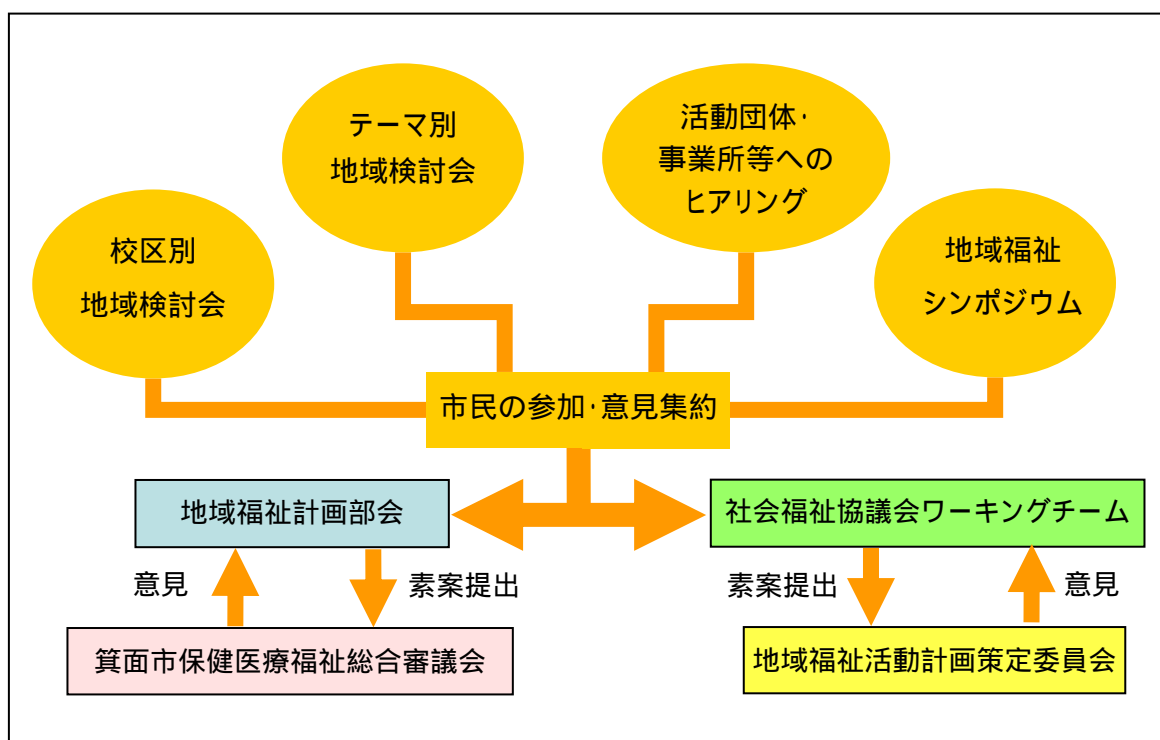 テーマ別
地域検討会
活動団体・
事業所等への
ヒアリング
校区別
地域検討会
地域福祉
シンポジウム
市民の参加・意見集約
地域福祉計画部会
社会福祉協議会ワーキングチーム
意見
素案提出
素案提出
意見
箕面市保健医療福祉総合審議会
地域福祉活動計画策定委員会